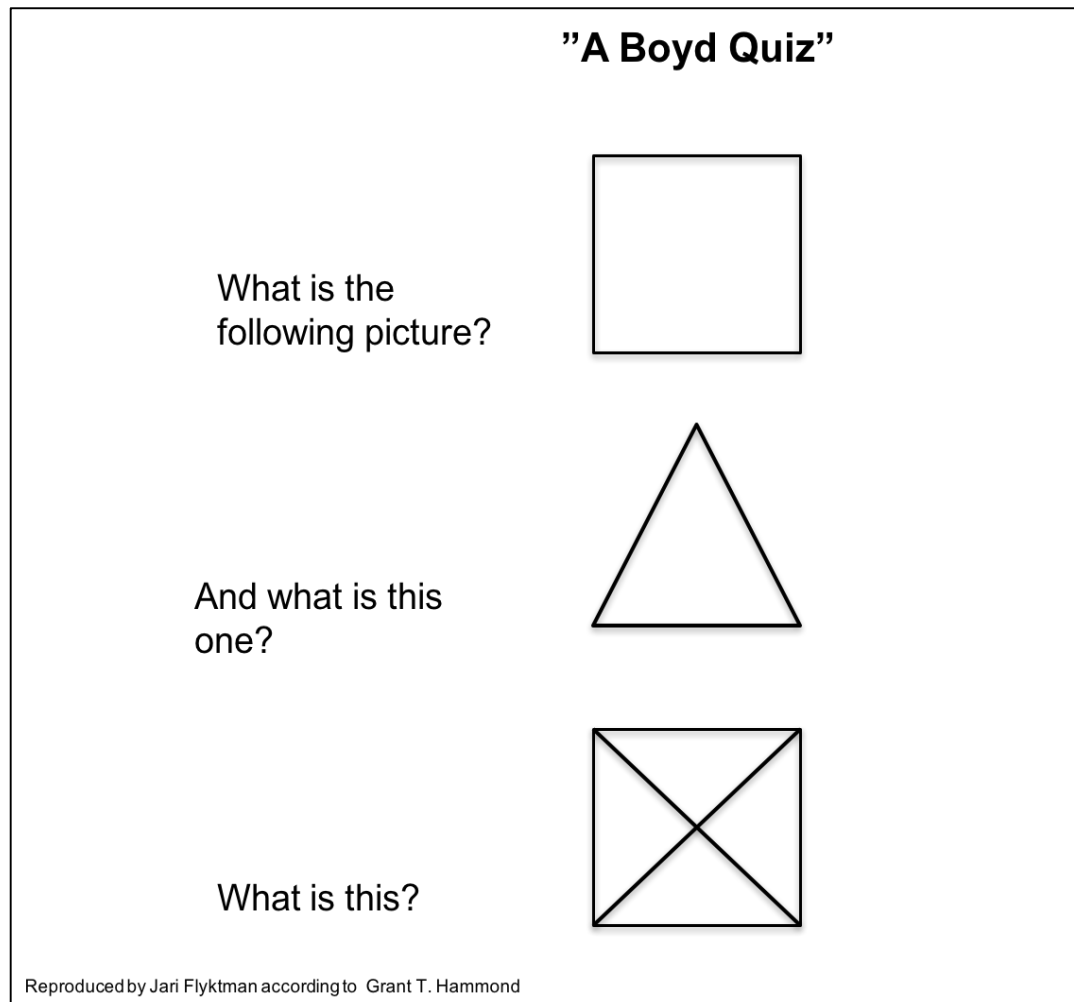 ”A Boyd Quiz”
What is the
following picture?
And what is this
one?
What is this?
Reproduced by Jari Flyktman according to Grant T. Hammond